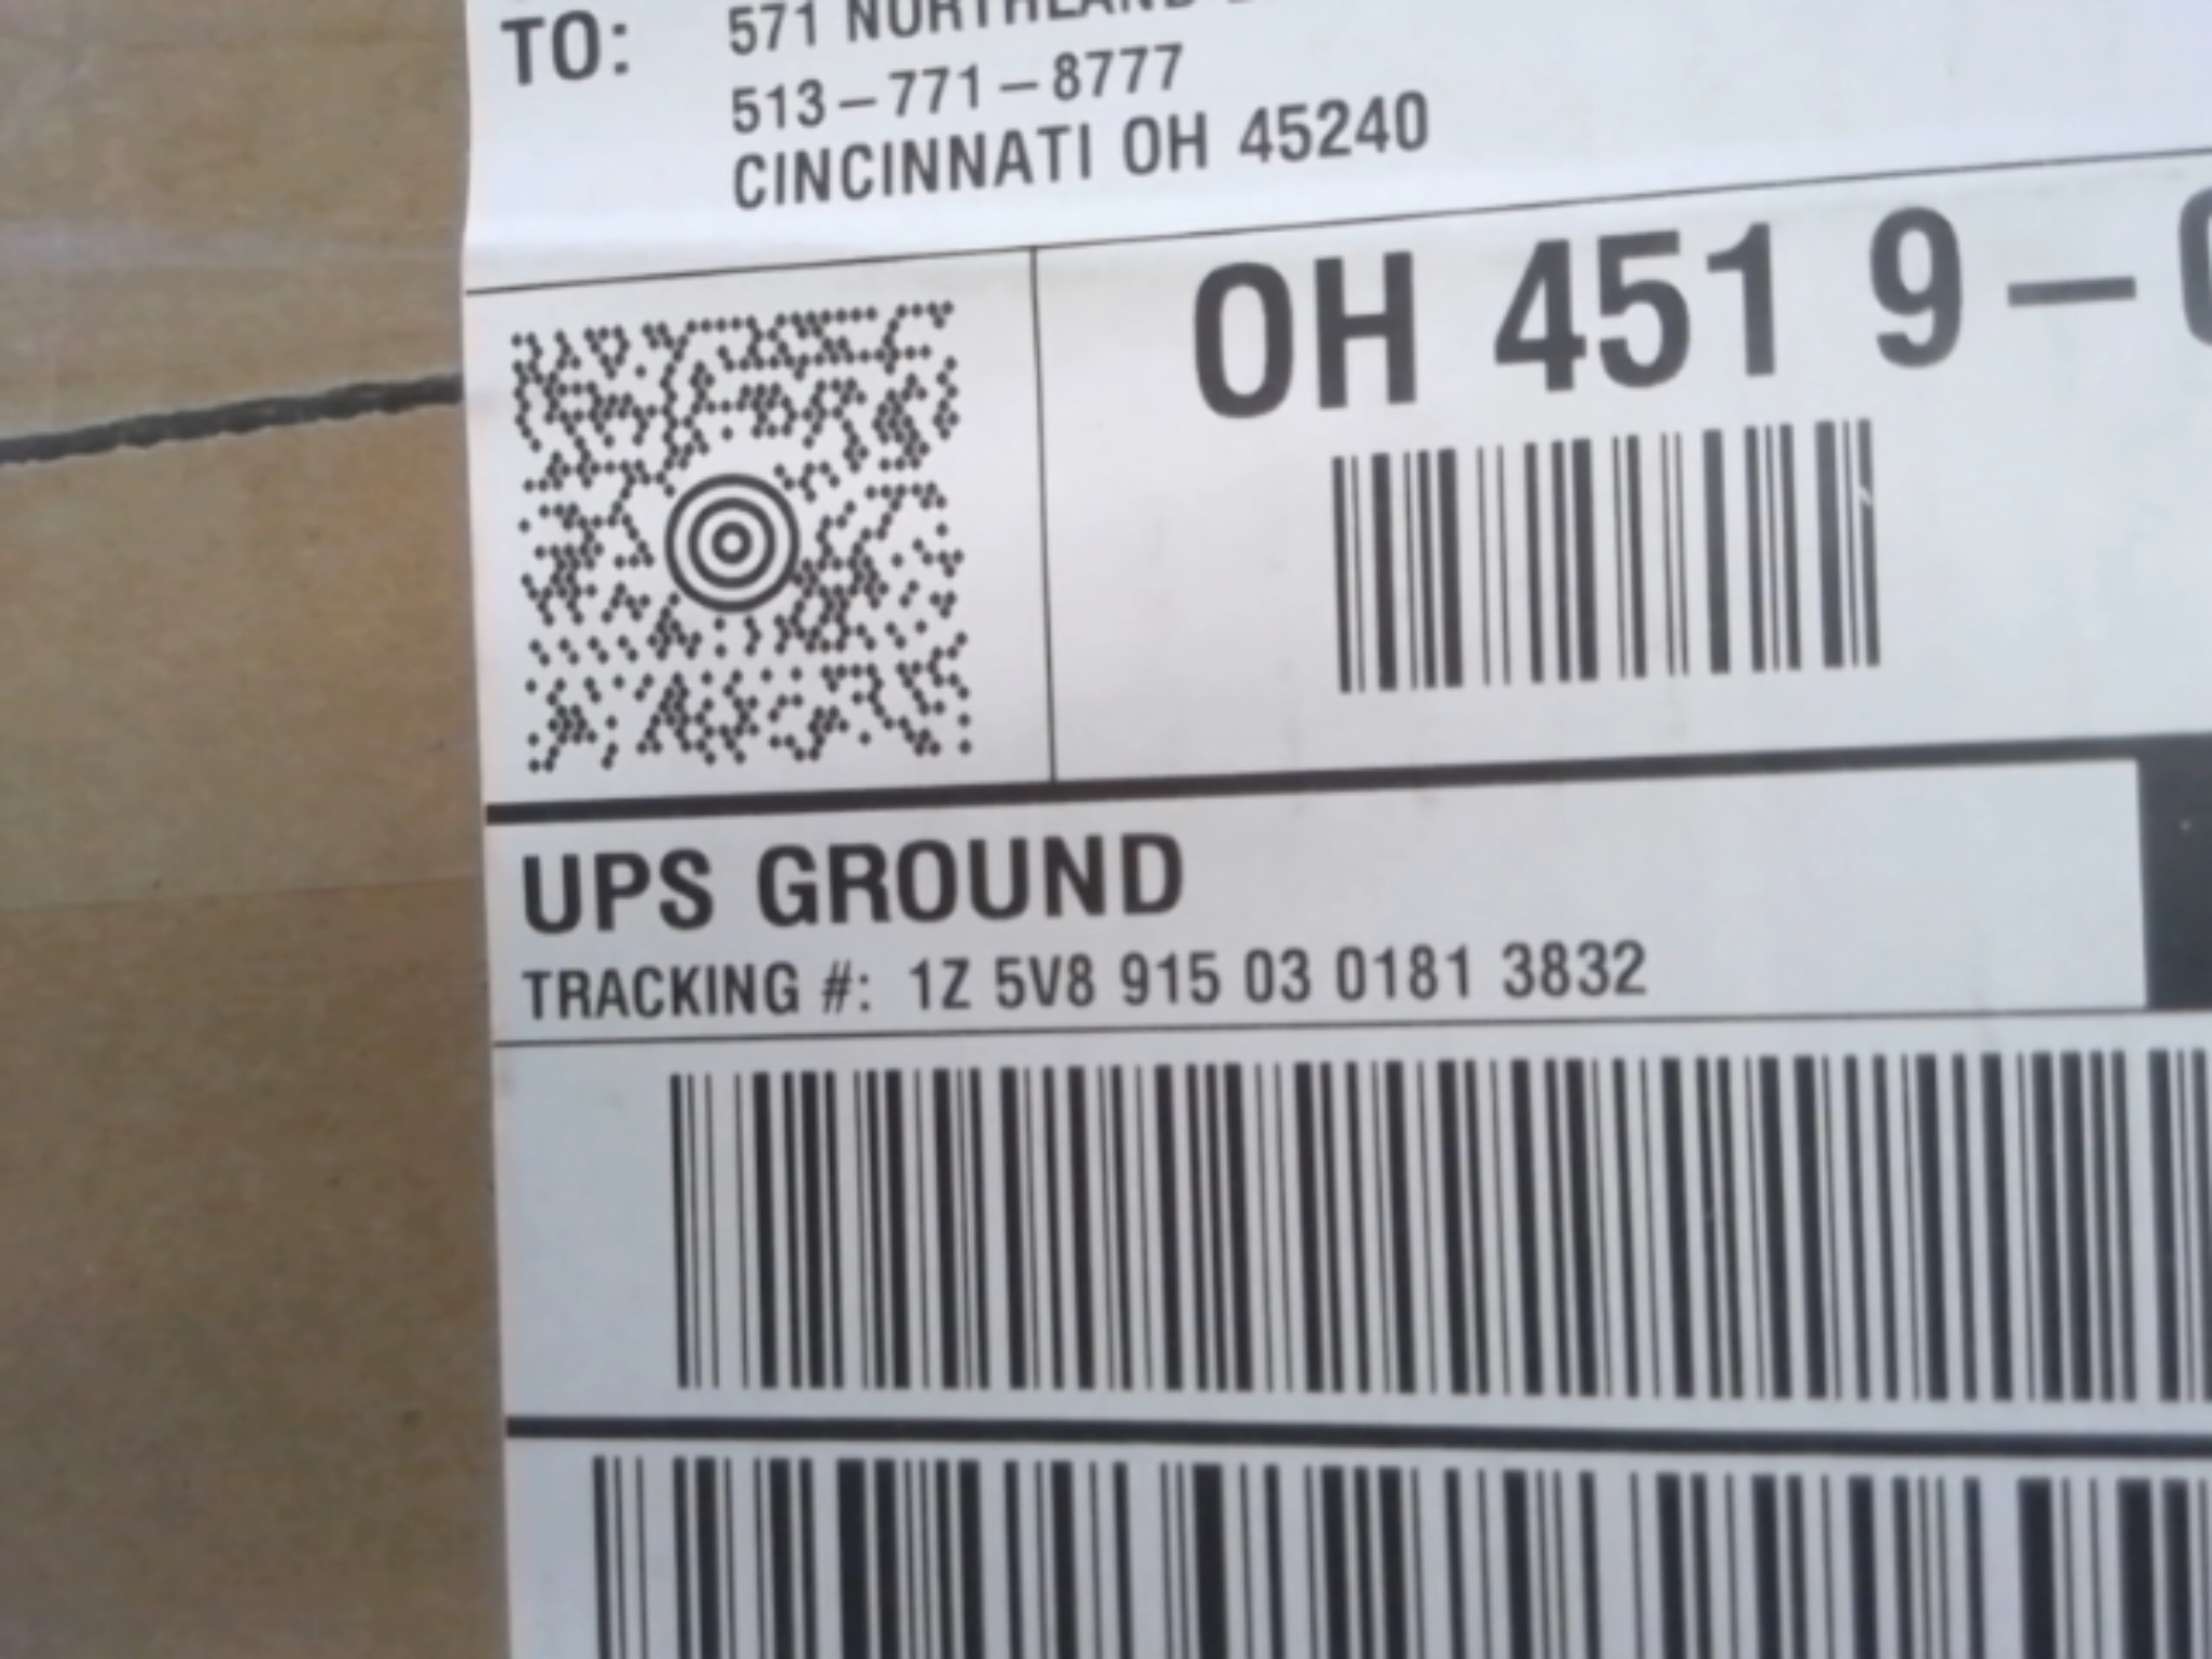 TO: 571 NORTHLAND
513-771-8777
CINCINNATI OH 45240
OH 451 9-
UPS GROUND
TRACKING #: 1Z 5V8 915 03 0181 3832